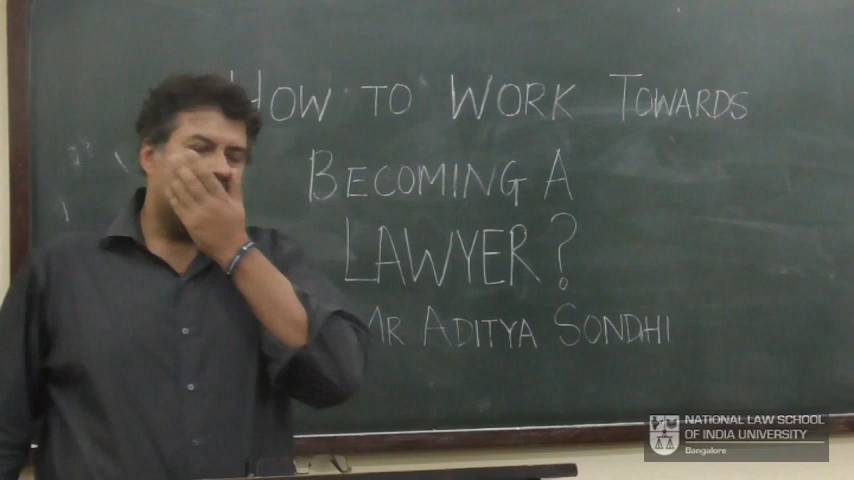 HOW TO WORK TOWARDS
BECOMING A
LAWYER?
MR ADITYA SONDHI
NATIONAL LAW SCHOOL
OF INDIA UNIVERSITY
Bangalore